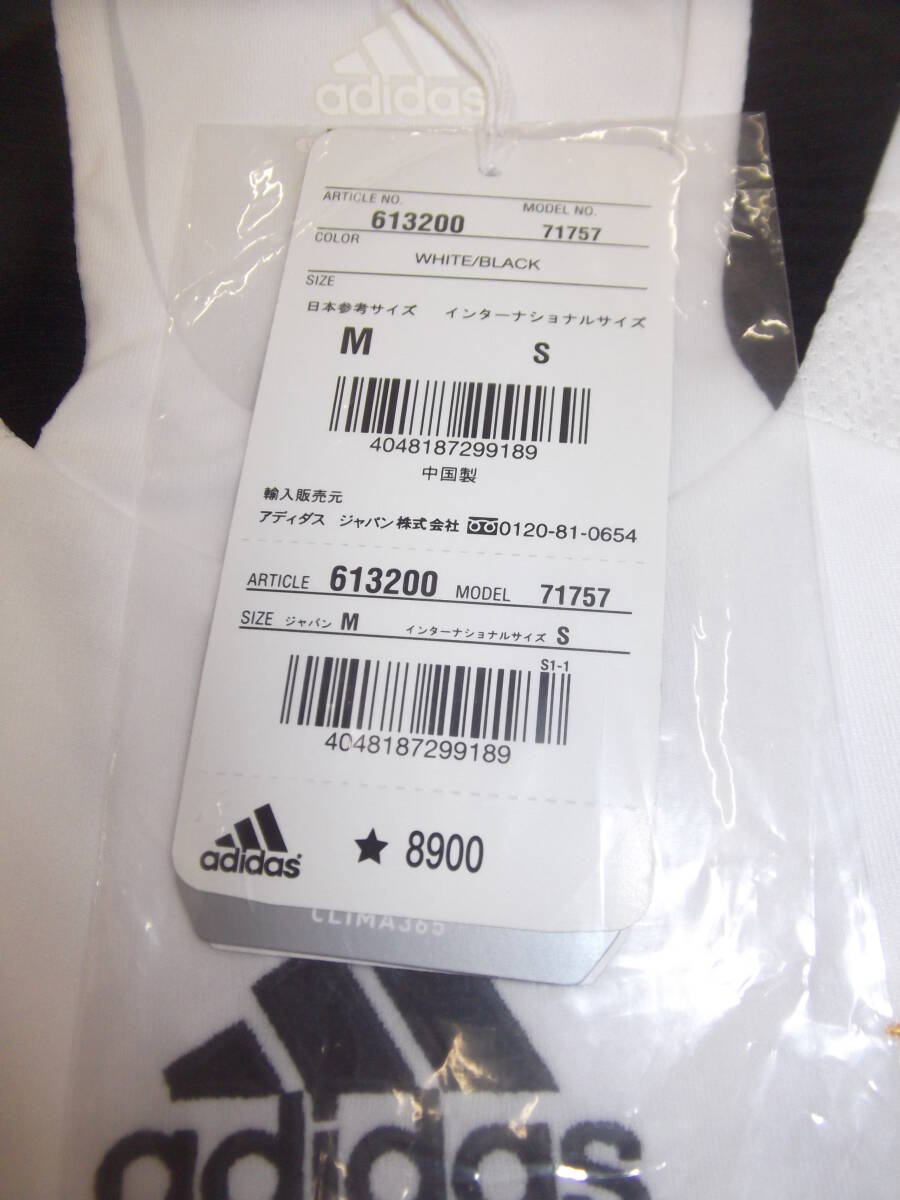 adidas
ARTICLE NO. MODEL NO.
613200 71757
COLOR
WHITE/BLACK
SIZE
日本参考サイズ インターナショナルサイズ
M S
4048187299189
中国製
輸入販売元
アディダス ジャパン株式会社 0120-81-0654
ARTICLE 613200 MODEL 71757
SIZE ジャパン M インターナショナルサイズ S
S1-1
4048187299189
adidas ★ 8900
CLIMA365
adidas